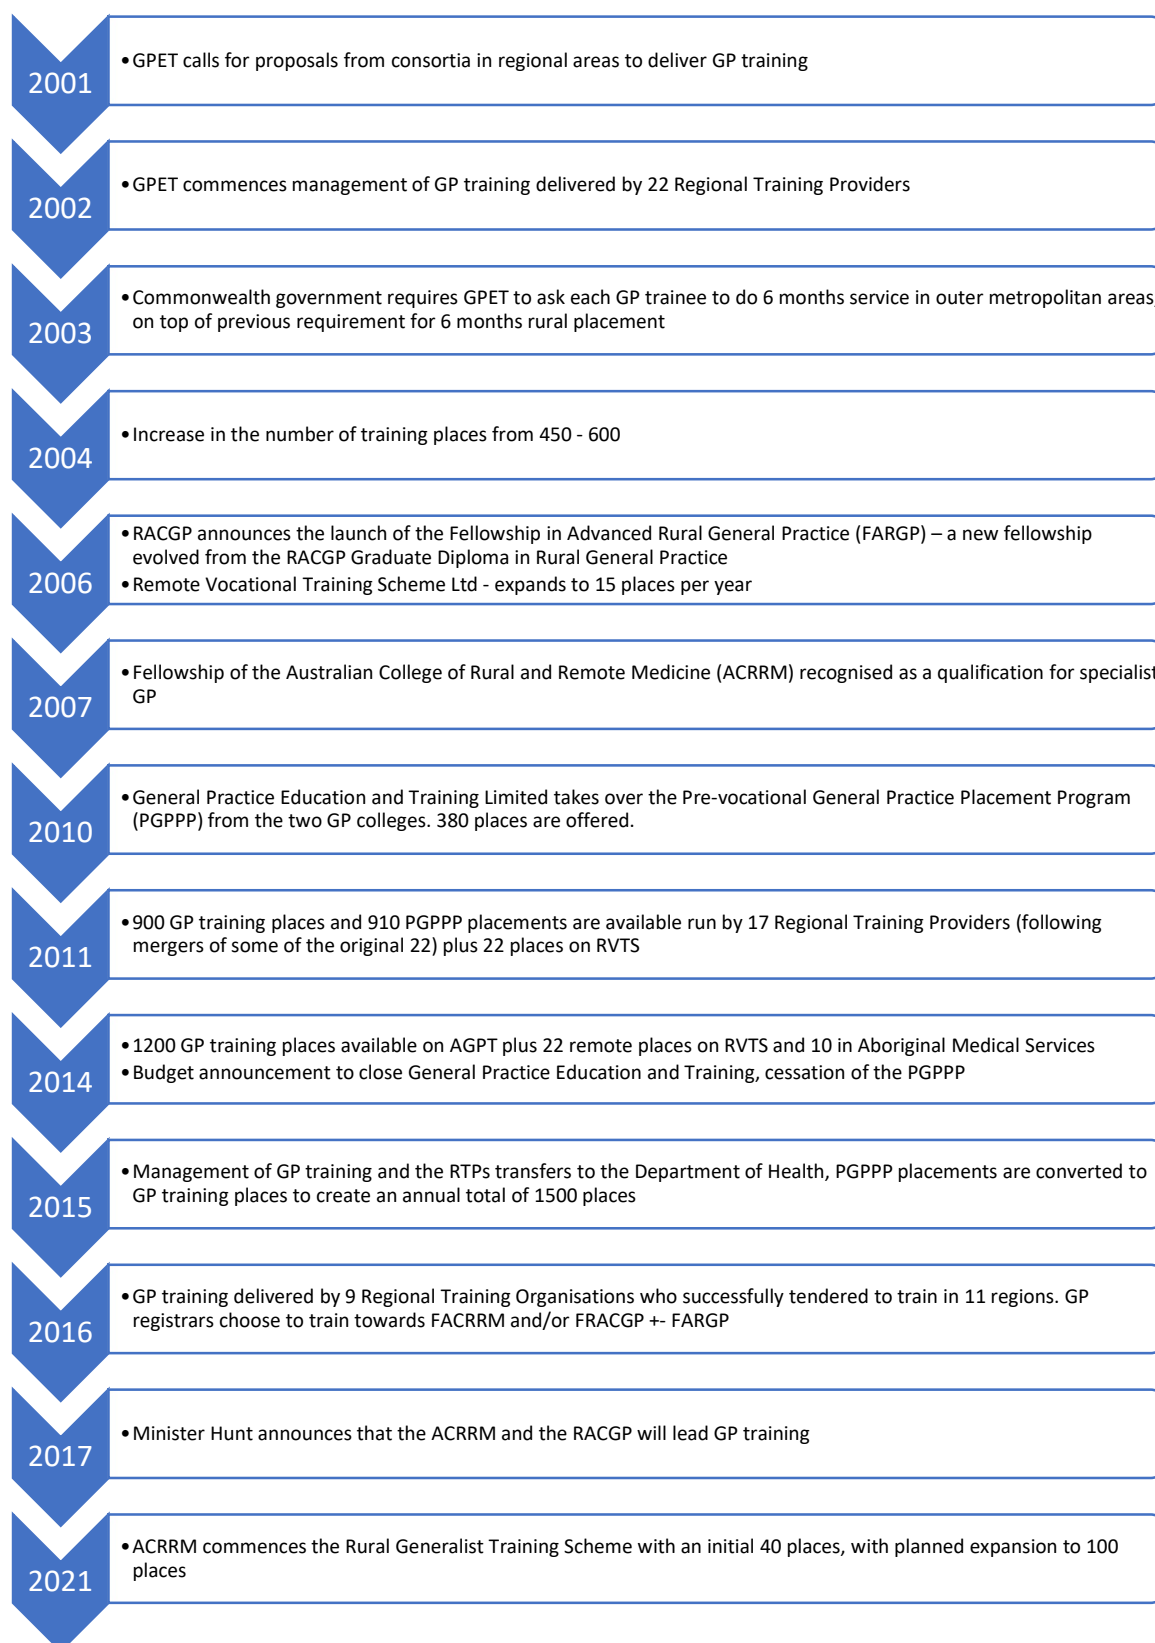 2001
•GPET calls for proposals from consortia in regional areas to deliver GP training
2002
•GPET commences management of GP training delivered by 22 Regional Training Providers
2003
•Commonwealth government requires GPET to ask each GP trainee to do 6 months service in outer metropolitan areas,
on top of previous requirement for 6 months rural placement
2004
•Increase in the number of training places from 450 - 600
2006
•RACGP announces the launch of the Fellowship in Advanced Rural General Practice (FARGP) – a new fellowship
evolved from the RACGP Graduate Diploma in Rural General Practice
•Remote Vocational Training Scheme Ltd - expands to 15 places per year
2007
•Fellowship of the Australian College of Rural and Remote Medicine (ACRRM) recognised as a qualification for specialist
GP
2010
•General Practice Education and Training Limited takes over the Pre-vocational General Practice Placement Program
(PGPPP) from the two GP colleges. 380 places are offered.
2011
•900 GP training places and 910 PGPPP placements are available run by 17 Regional Training Providers (following
mergers of some of the original 22) plus 22 places on RVTS
2014
•1200 GP training places available on AGPT plus 22 remote places on RVTS and 10 in Aboriginal Medical Services
•Budget announcement to close General Practice Education and Training, cessation of the PGPPP
2015
•Management of GP training and the RTPs transfers to the Department of Health, PGPPP placements are converted to
GP training places to create an annual total of 1500 places
2016
•GP training delivered by 9 Regional Training Organisations who successfully tendered to train in 11 regions. GP
registrars choose to train towards FACRRM and/or FRACGP +- FARGP
2017
•Minister Hunt announces that the ACRRM and the RACGP will lead GP training
2021
•ACRRM commences the Rural Generalist Training Scheme with an initial 40 places, with planned expansion to 100
places